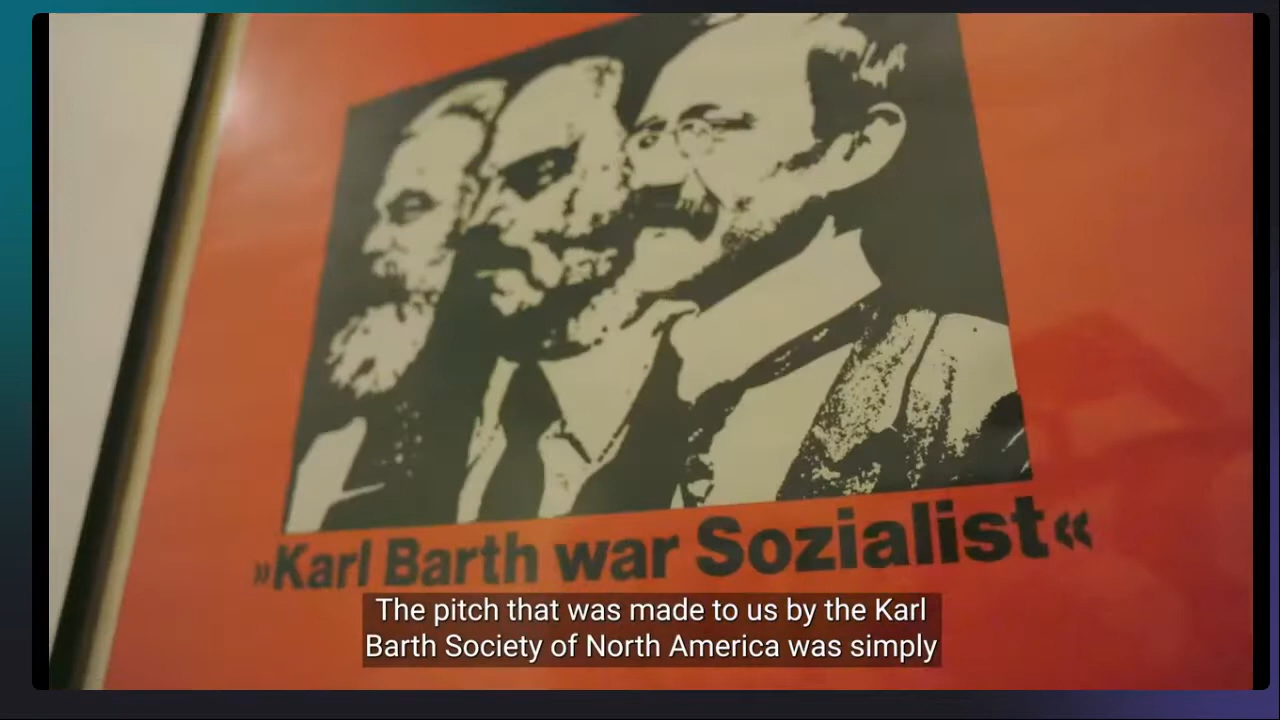 »Karl Barth war Sozialist«
The pitch that was made to us by the Karl
Barth Society of North America was simply